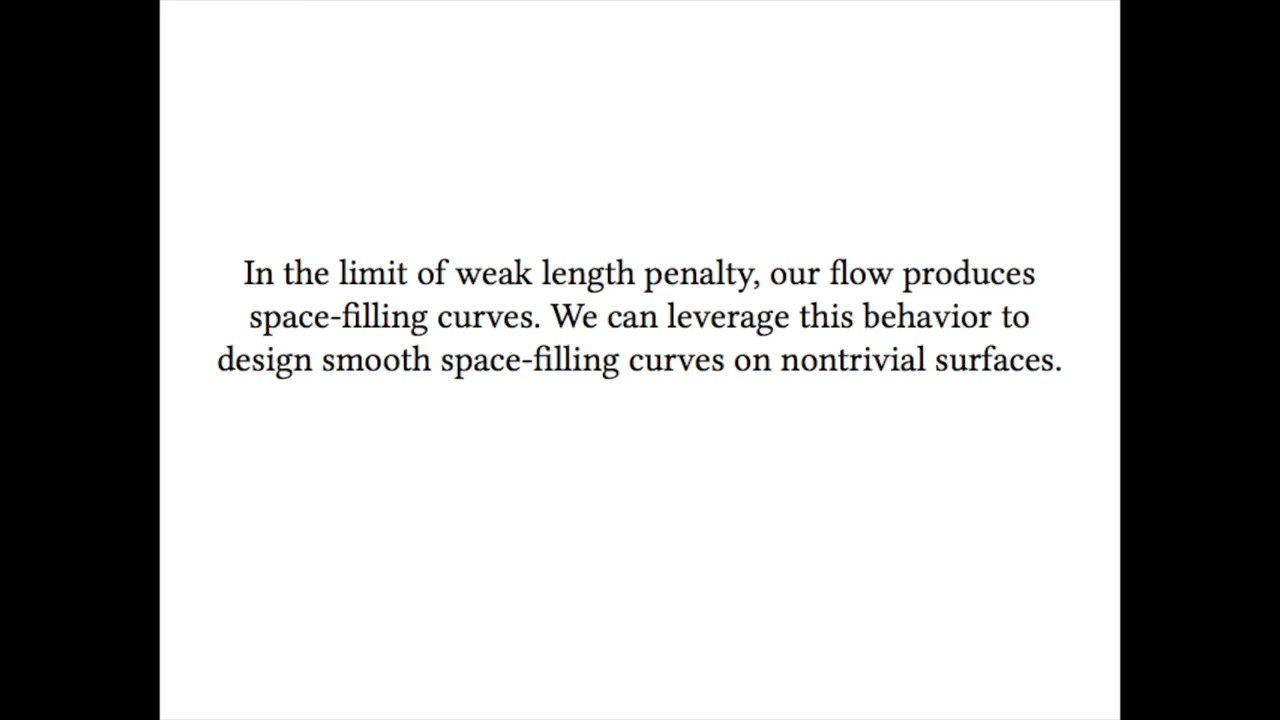 In the limit of weak length penalty, our flow produces
space-filling curves. We can leverage this behavior to
design smooth space-filling curves on nontrivial surfaces.